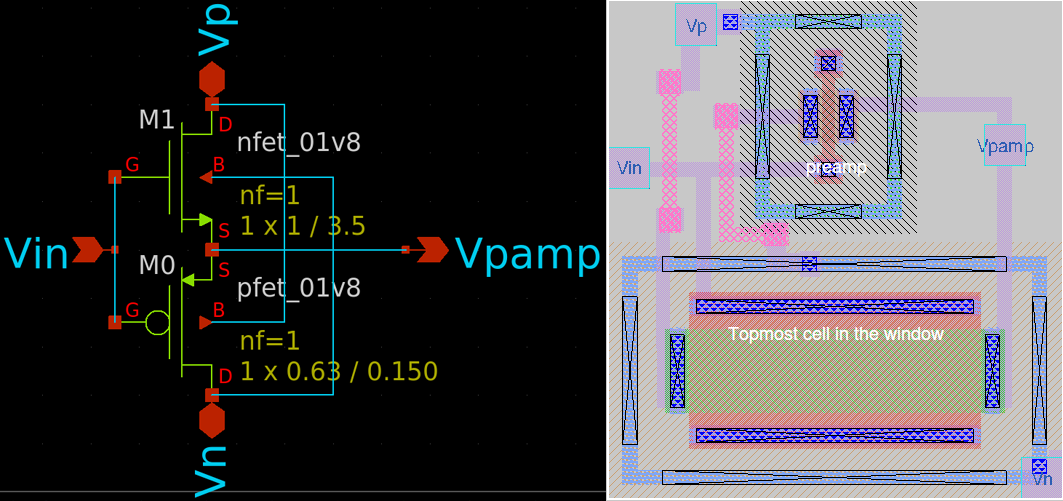 Vp
M1
D
nfet_01v8
G
B
nf=1
1 x 1 / 3.5
S
Vin
Vpamp
M0
S
pfet_01v8
G
B
nf=1
1 x 0.63 / 0.150
D
Vn
Vp
Vin
preamp
Vpamp
Topmost cell in the window
Vn